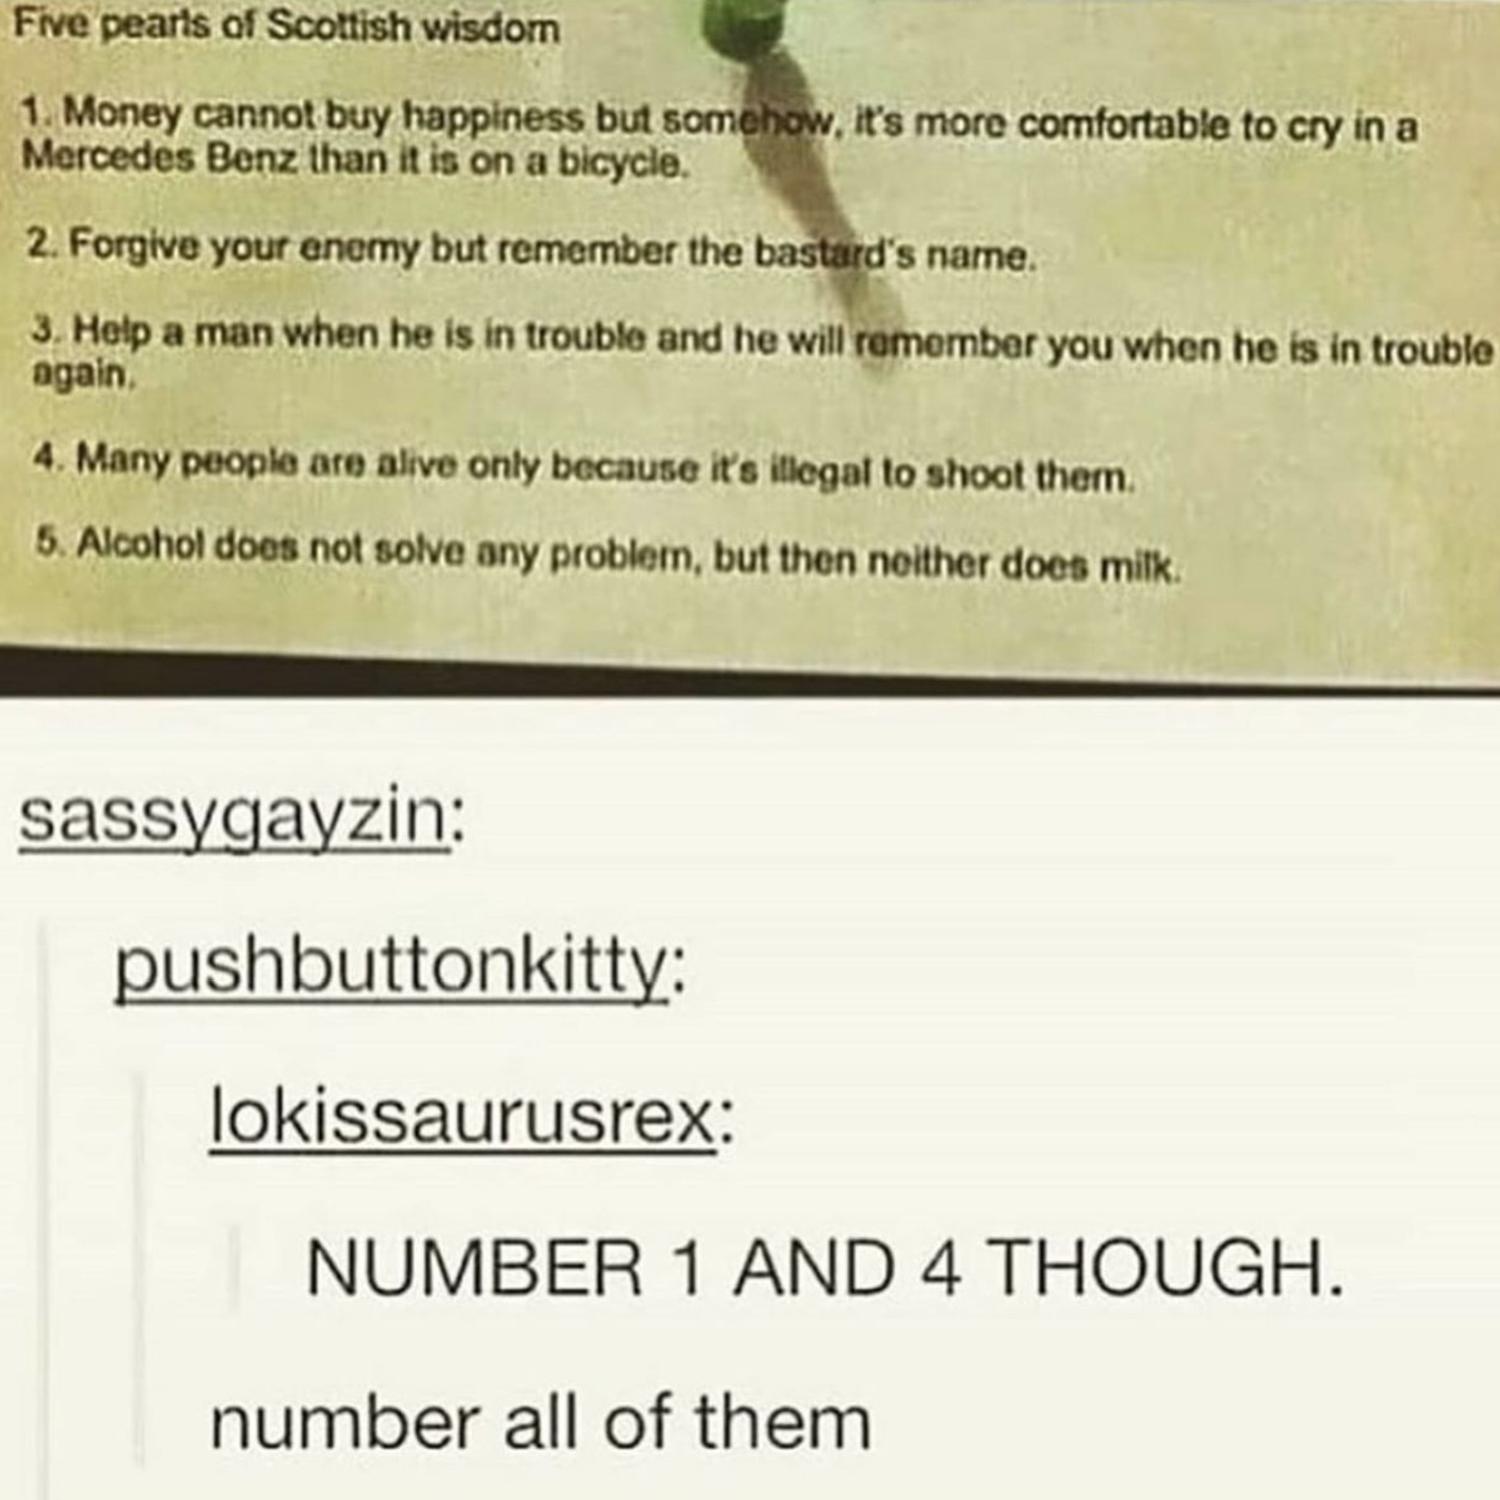 Five pearls of Scottish wisdom
1. Money cannot buy happiness but somehow, it's more comfortable to cry in a
Mercedes Benz than it is on a bicycle.
2. Forgive your enemy but remember the bastard's name.
3. Help a man when he is in trouble and he will remember you when he is in trouble
again.
4. Many people are alive only because it's illegal to shoot them.
5. Alcohol does not solve any problem, but then neither does milk.
sassygayzin:
pushbuttonkitty:
lokissaurusrex:
NUMBER 1 AND 4 THOUGH.
number all of them